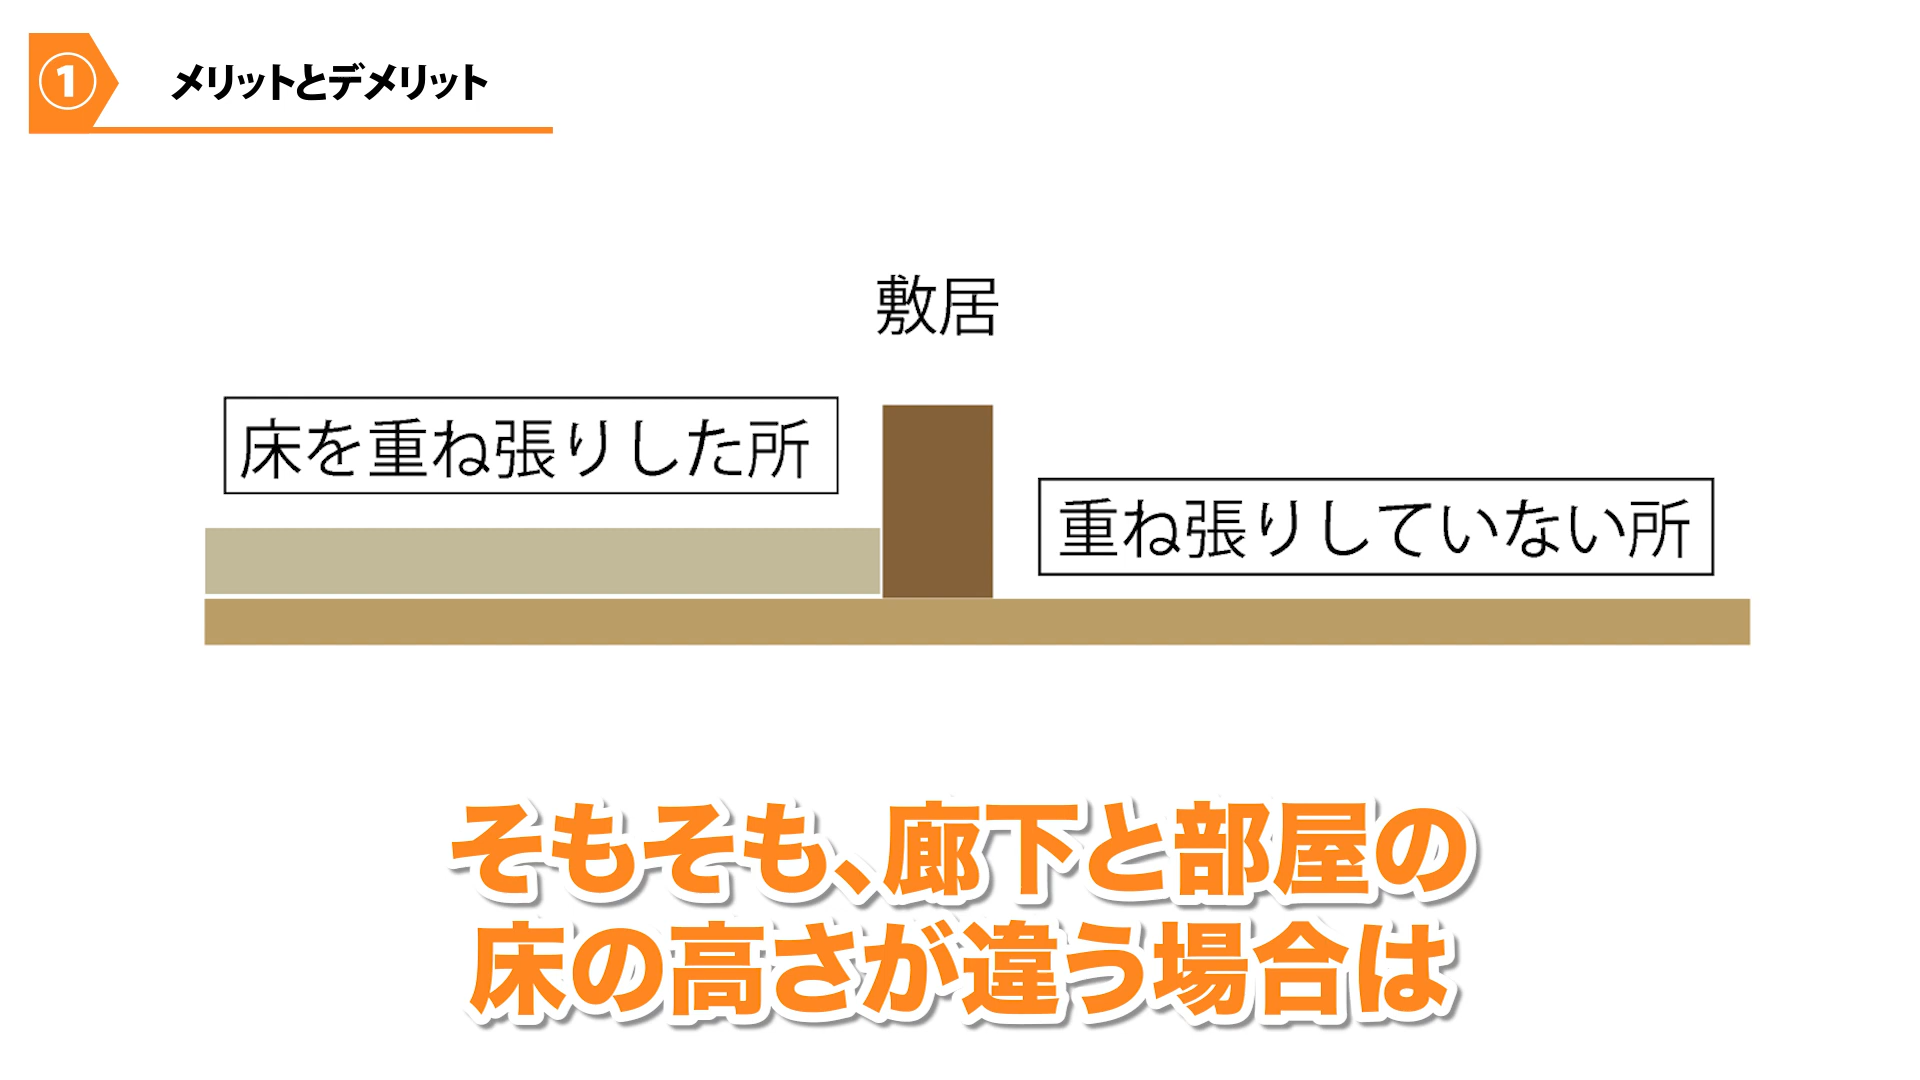 ① メリットとデメリット
敷居
床を重ね張りした所
重ね張りしていない所
そもそも、廊下と部屋の
床の高さが違う場合は